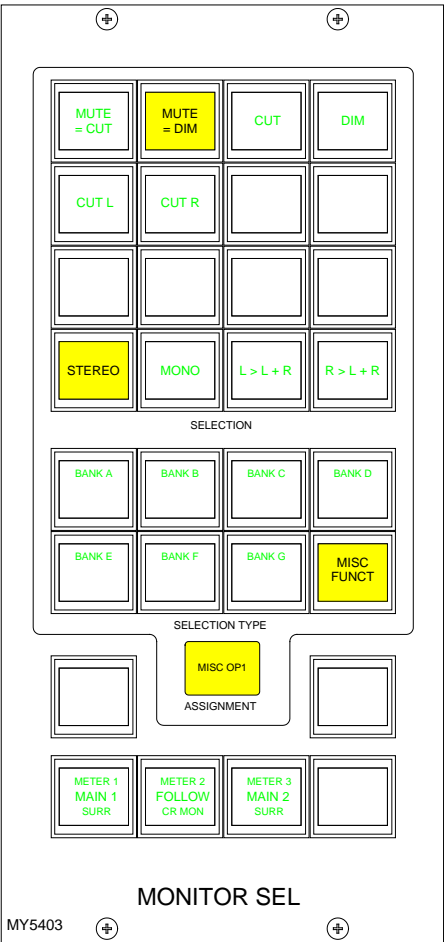 MUTE
= CUT
MUTE
= DIM
CUT
DIM
CUT L
CUT R
STEREO
MONO
L > L + R
R > L + R
SELECTION
BANK A
BANK B
BANK C
BANK D
BANK E
BANK F
BANK G
MISC
FUNCT
SELECTION TYPE
MISC OP1
ASSIGNMENT
METER 1
MAIN 1
SURR
METER 2
FOLLOW
CR MON
METER 3
MAIN 2
SURR
MONITOR SEL
MY5403